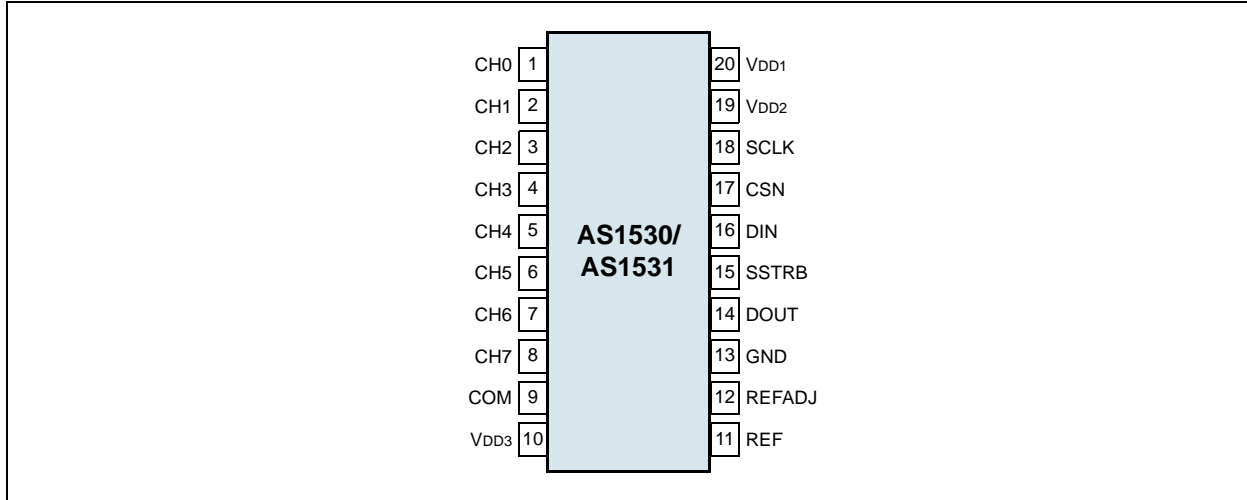 CH0 1 20 VDD1
CH1 2 19 VDD2
CH2 3 18 SCLK
CH3 4 17 CSN
CH4 5 16 DIN
AS1530/
AS1531
CH5 6 15 SSTRB
CH6 7 14 DOUT
CH7 8 13 GND
COM 9 12 REFADJ
VDD3 10 11 REF